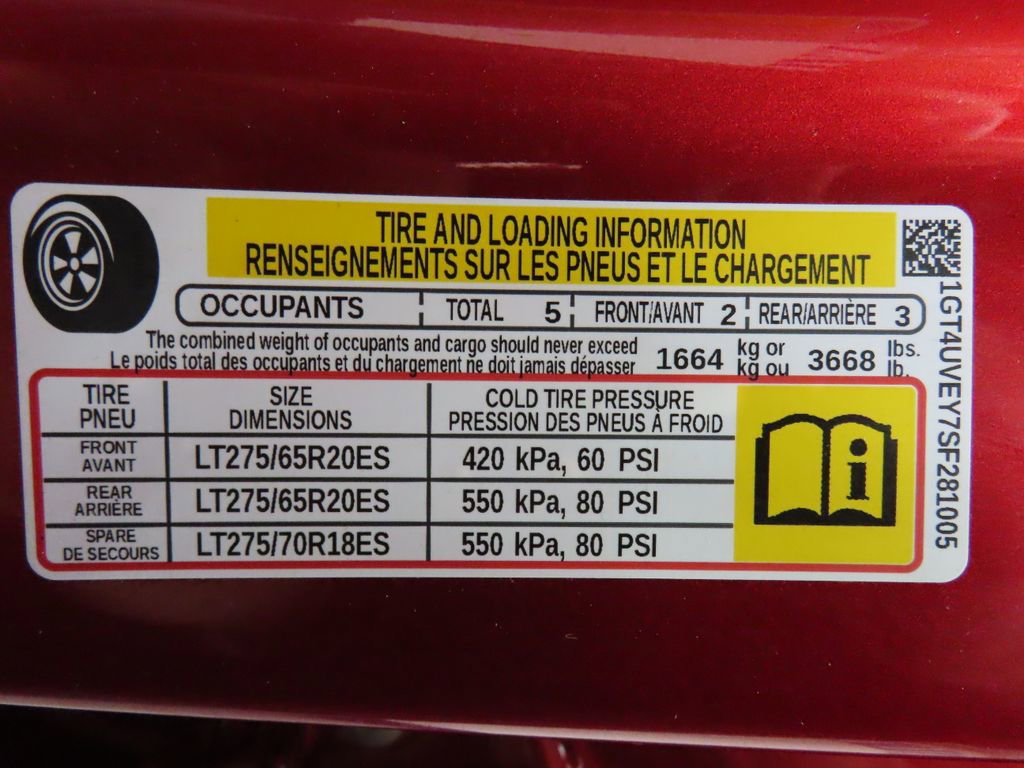 TIRE AND LOADING INFORMATION
RENSEIGNEMENTS SUR LES PNEUS ET LE CHARGEMENT
OCCUPANTS TOTAL 5 FRONT/AVANT 2 REAR/ARRIÈRE 3
The combined weight of occupants and cargo should never exceed
Le poids total des occupants et du chargement ne doit jamais dépasser
1664 kg or 3668 lbs.
kg ou lb.
TIRE SIZE COLD TIRE PRESSURE
PNEU DIMENSIONS PRESSION DES PNEUS À FROID
FRONT
AVANT LT275/65R20ES 420 kPa, 60 PSI
REAR
ARRIÈRE LT275/65R20ES 550 kPa, 80 PSI
SPARE
DE SECOURS LT275/70R18ES 550 kPa, 80 PSI
i
1GT4UVEY7SF281005